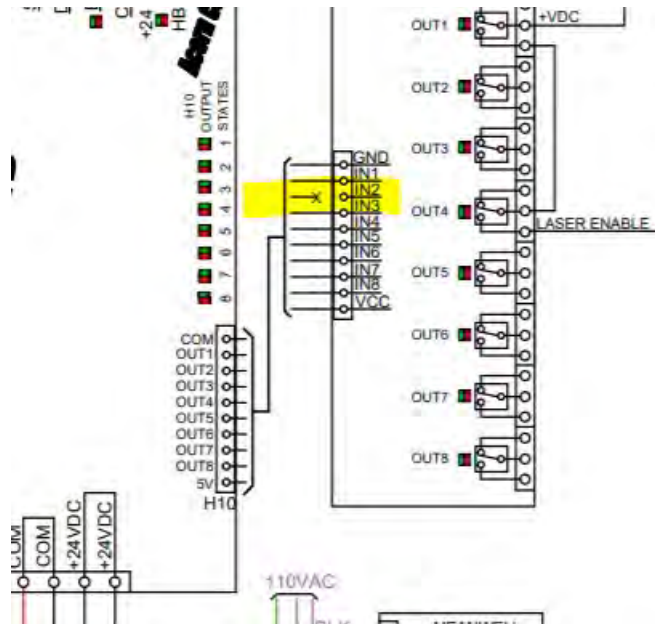 +24
HB
H10
OUTPUT
STATES
1
2
3
4
5
6
7
8
GND
IN1
IN2
IN3
IN4
IN5
IN6
IN7
IN8
VCC
OUT1
+VDC
OUT2
OUT3
OUT4
LASER ENABLE
OUT5
OUT6
OUT7
OUT8
COM
OUT1
OUT2
OUT3
OUT4
OUT5
OUT6
OUT7
OUT8
5V
H10
COM
COM
+24VDC
+24VDC
110VAC